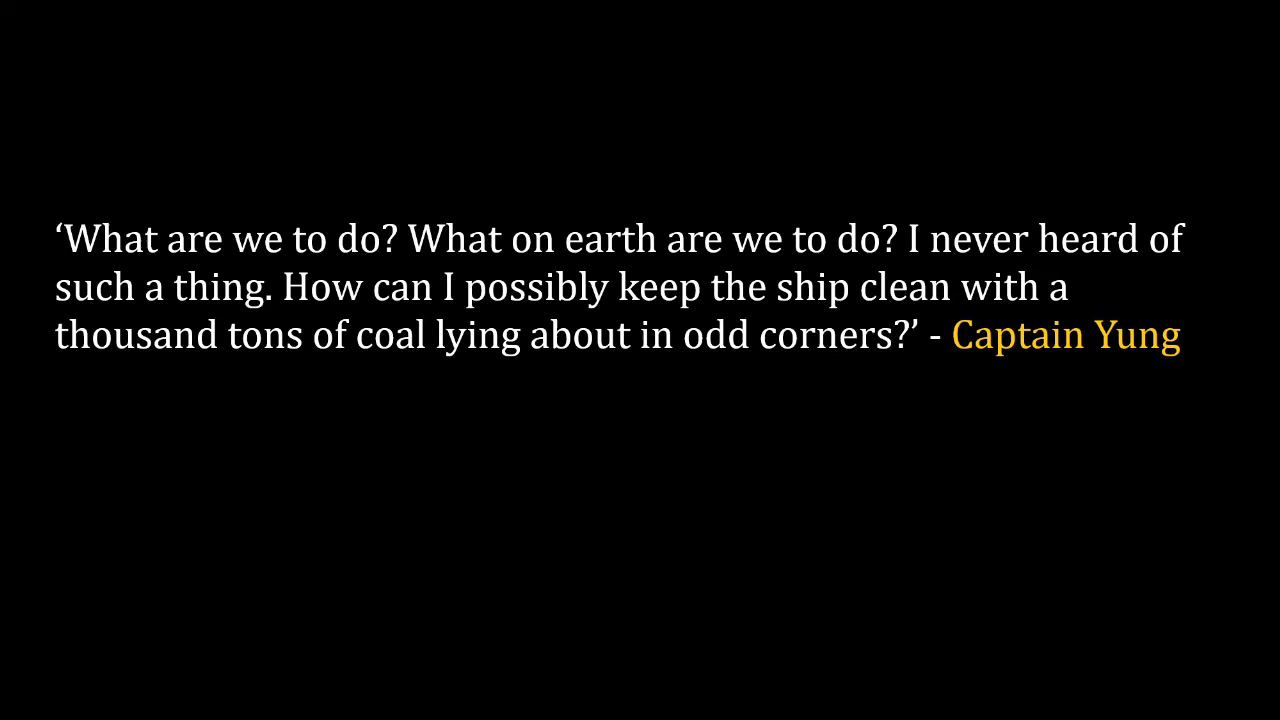 ‘What are we to do? What on earth are we to do? I never heard of
such a thing. How can I possibly keep the ship clean with a
thousand tons of coal lying about in odd corners?’ - Captain Yung